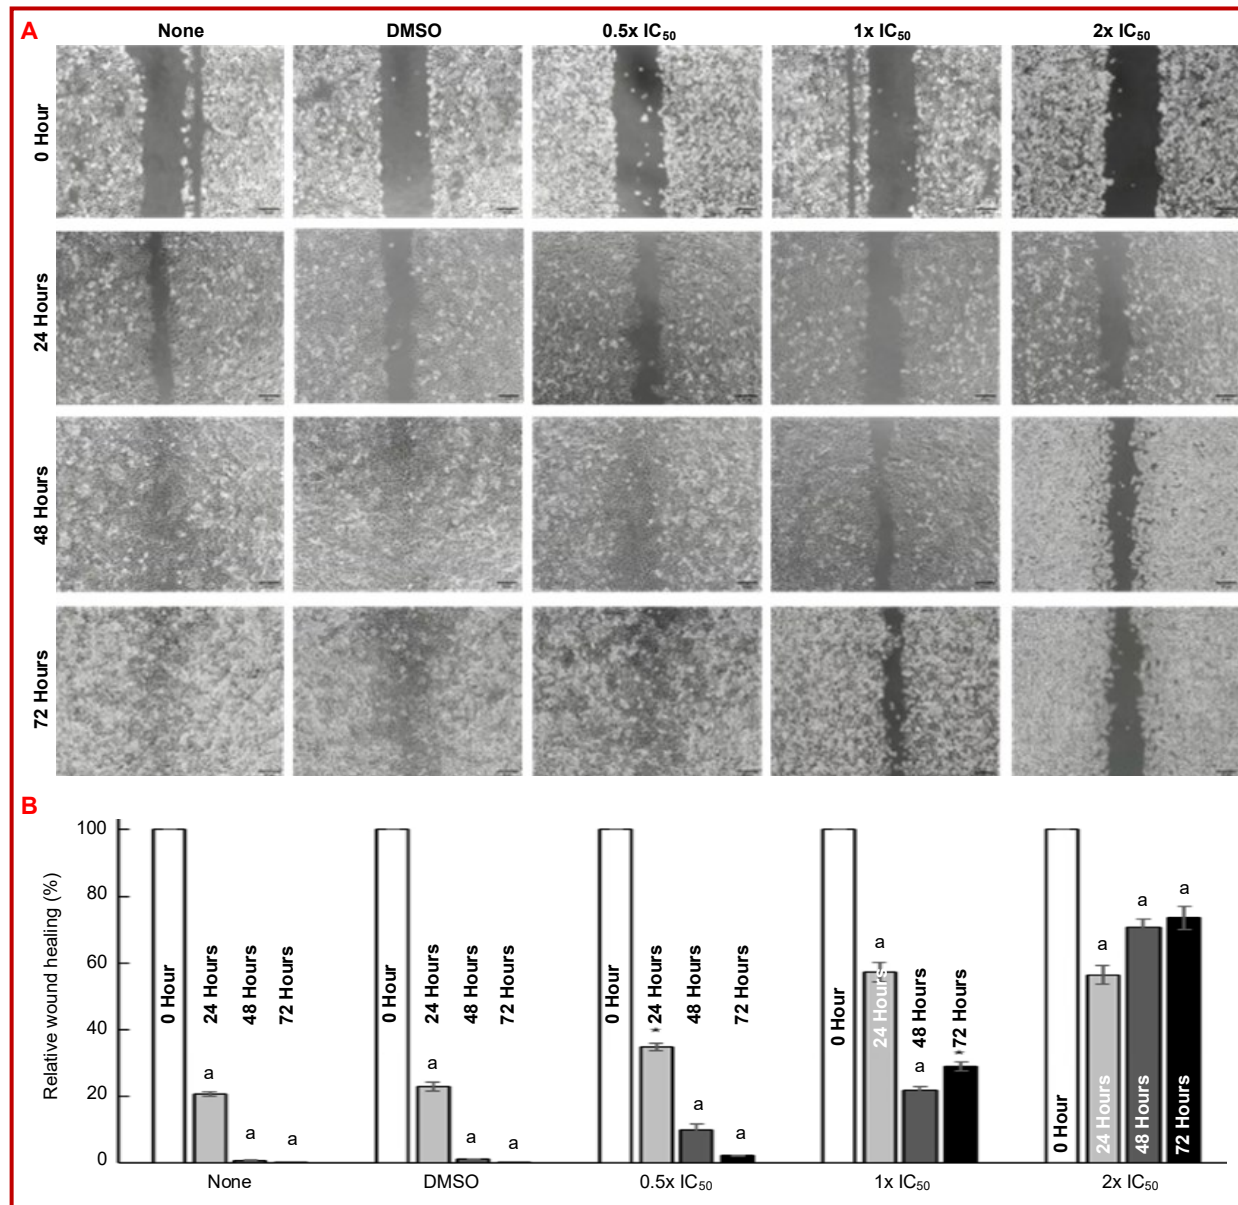 A
None DMSO 0.5x IC₅₀ 1x IC₅₀ 2x IC₅₀
0 Hour
24 Hours
48 Hours
72 Hours
B
Relative wound healing (%)
100
80
60
40
20
0
0 Hour
24 Hours
48 Hours
72 Hours
a
a
a
None
0 Hour
24 Hours
48 Hours
72 Hours
a
a
a
DMSO
0 Hour
24 Hours
48 Hours
72 Hours
*
a
a
0.5x IC₅₀
0 Hour
24 Hours
48 Hours
72 Hours
a
a
*
1x IC₅₀
0 Hour
24 Hours
48 Hours
72 Hours
a
a
a
2x IC₅₀